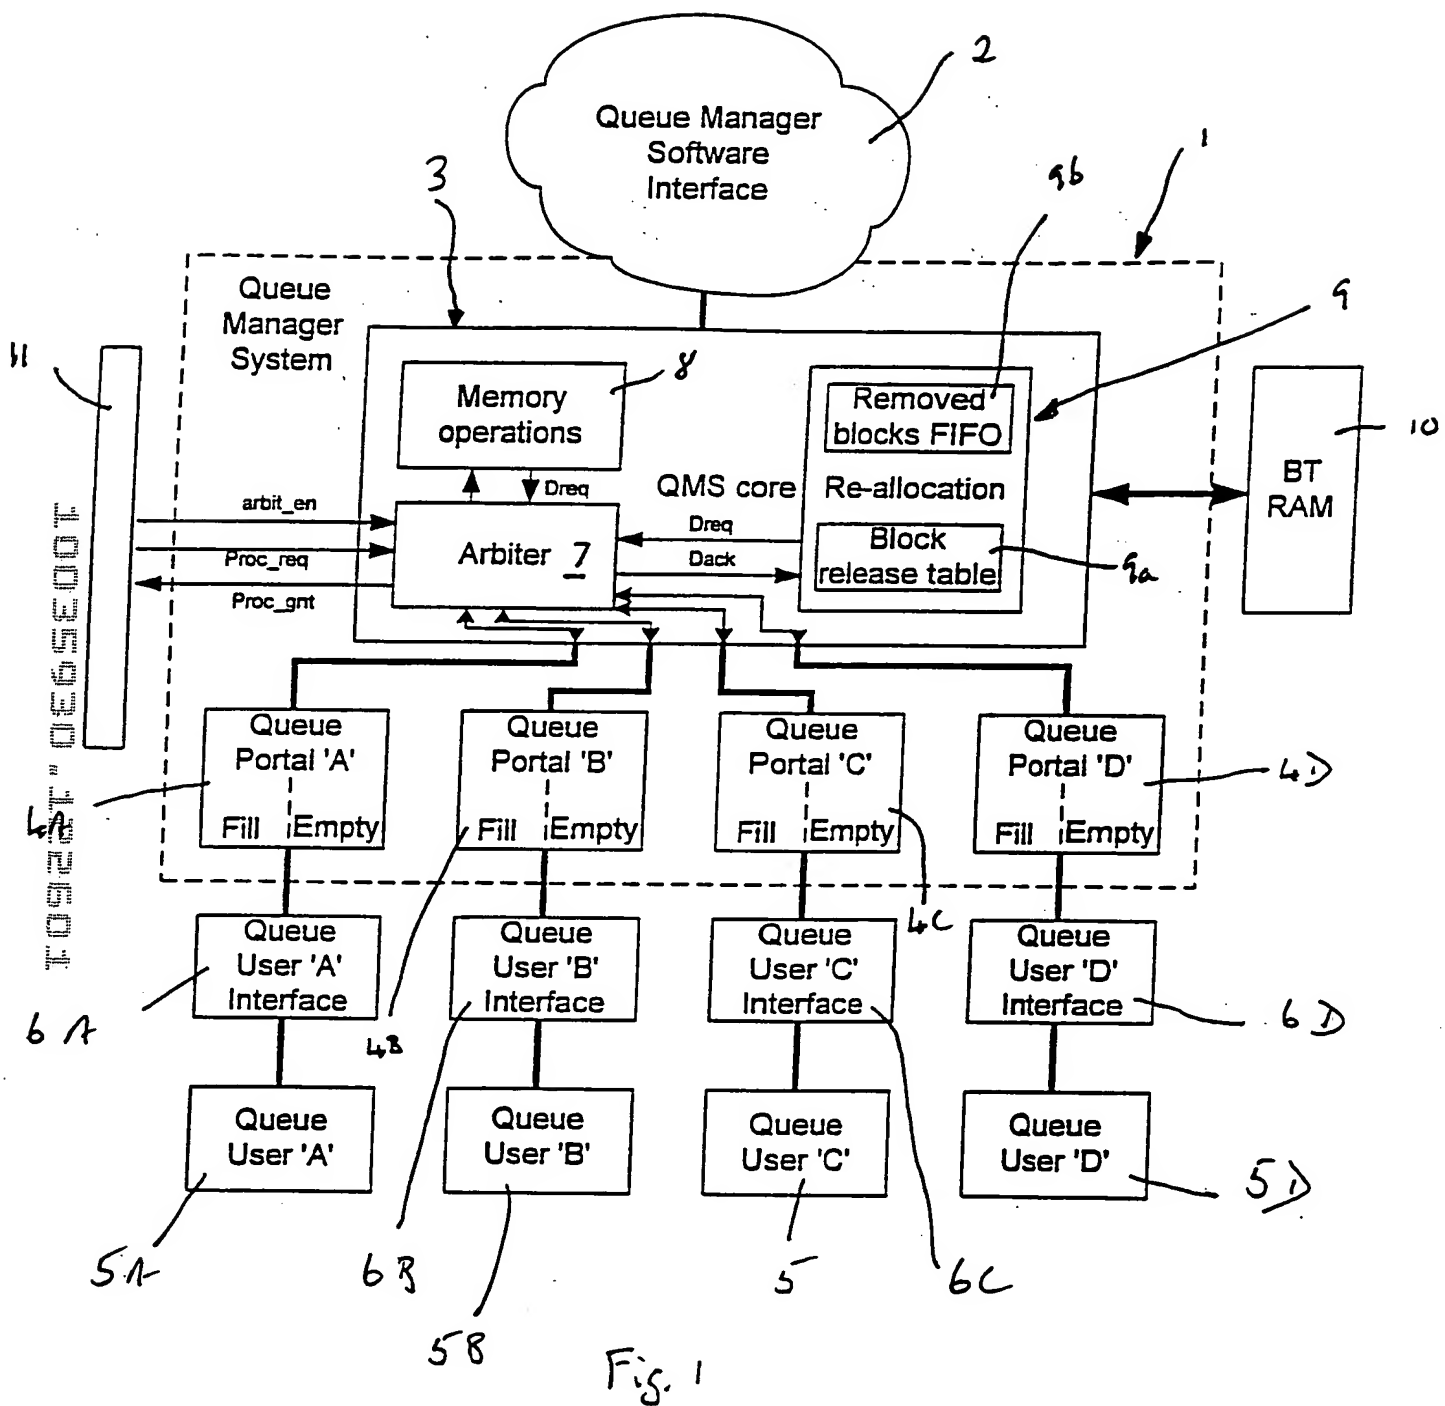 2
Queue Manager
Software
Interface
1
3
9b
Queue
Manager
System
9
11
8
Memory
operations
Removed
blocks FIFO
10
BT
RAM
Dreq
QMS core
Re-allocation
arbit_en
Dreq
Arbiter 7
Block
release table
9a
Proc_req
Dack
Proc_gnt
10035930.122601
Queue
Portal 'A'
Fill Empty
Queue
Portal 'B'
Fill Empty
Queue
Portal 'C'
Fill Empty
Queue
Portal 'D'
Fill Empty
4A
4D
4B
4C
Queue
User 'A'
Interface
Queue
User 'B'
Interface
Queue
User 'C'
Interface
Queue
User 'D'
Interface
6A
6D
Queue
User 'A'
Queue
User 'B'
Queue
User 'C'
Queue
User 'D'
5D
5A
6B
5B
5
6C
Fig. 1